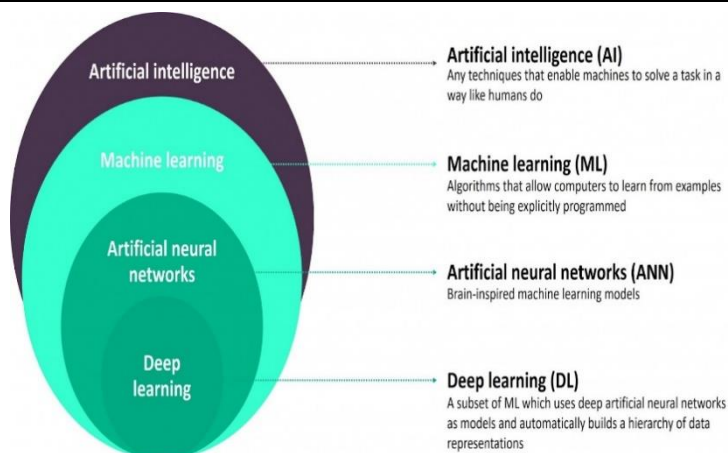 Artificial intelligence
Machine learning
Artificial neural
networks
Deep
learning
Artificial intelligence (AI)
Any techniques that enable machines to solve a task in a
way like humans do
Machine learning (ML)
Algorithms that allow computers to learn from examples
without being explicitly programmed
Artificial neural networks (ANN)
Brain-inspired machine learning models
Deep learning (DL)
A subset of ML which uses deep artificial neural networks
as models and automatically builds a hierarchy of data
representations